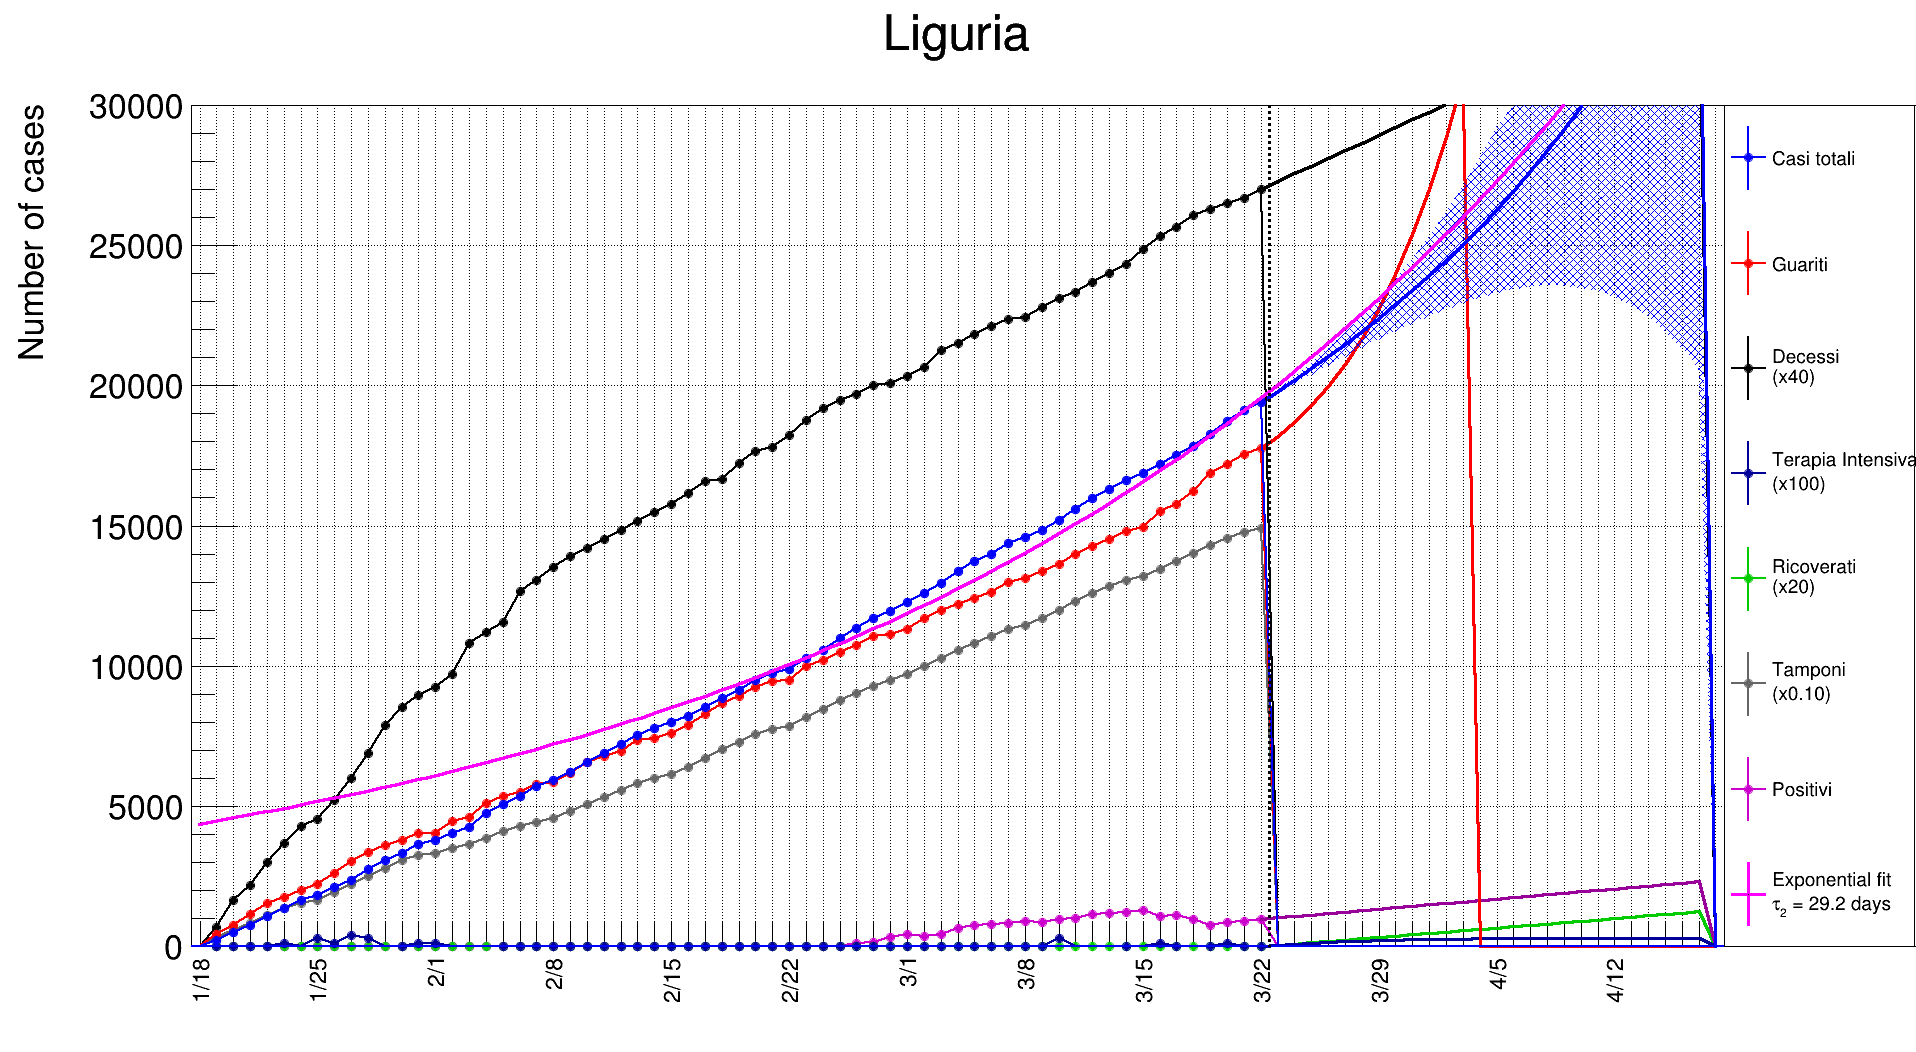 Liguria
Number of cases
30000
25000
20000
15000
10000
5000
0
1/18
1/25
2/1
2/8
2/15
2/22
3/1
3/8
3/15
3/22
3/29
4/5
4/12
Casi totali
Guariti
Decessi
(x40)
Terapia Intensiva
(x100)
Ricoverati
(x20)
Tamponi
(x0.10)
Positivi
Exponential fit
τ2 = 29.2 days